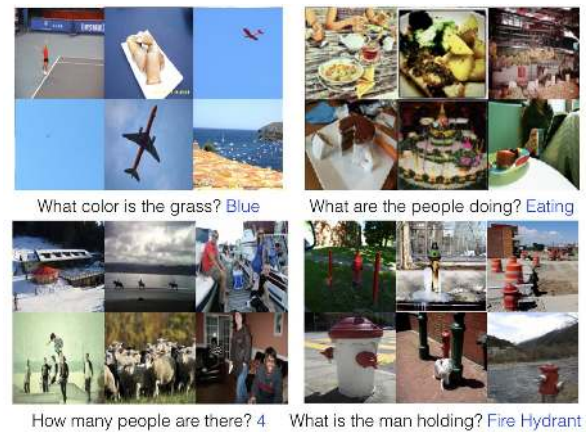 What color is the grass? Blue
What are the people doing? Eating
How many people are there? 4
What is the man holding? Fire Hydrant